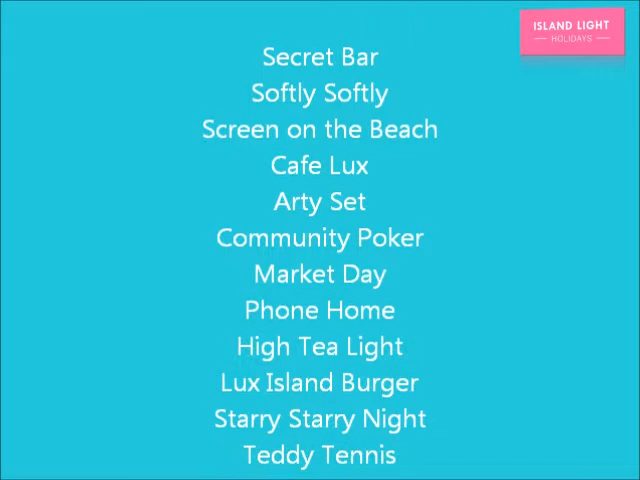 ISLAND LIGHT
HOLIDAYS
Secret Bar
Softly Softly
Screen on the Beach
Cafe Lux
Arty Set
Community Poker
Market Day
Phone Home
High Tea Light
Lux Island Burger
Starry Starry Night
Teddy Tennis